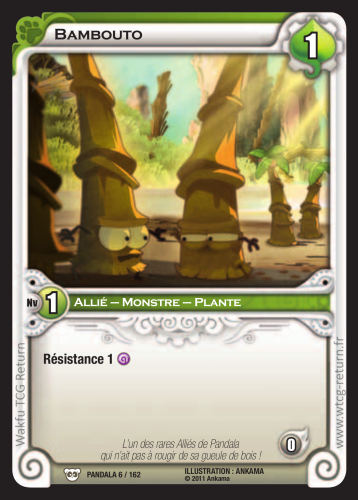 BAMBOUTO
1
Nv 1 ALLIÉ – MONSTRE – PLANTE
Résistance 1
L'un des rares Alliés de Pandala
qui n'ait pas à rougir de sa gueule de bois !
0
PANDALA 6 / 162
ILLUSTRATION : ANKAMA
© 2011 Ankama
Wakfu TCG Return
www.wtcg-return.fr